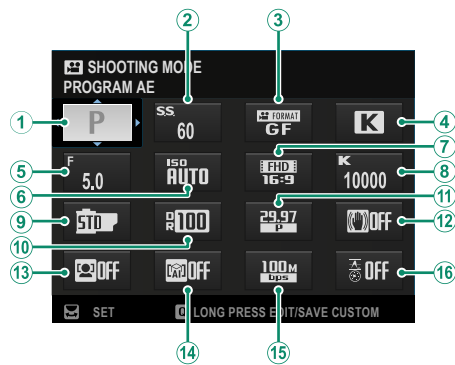 2
3
SHOOTING MODE
PROGRAM AE
1
P
S.S.
60
FORMAT
GF
K
4
5
F
5.0
ISO
AUTO
6
FHD
16:9
7
K
10000
8
9
STD
D
R 100
10
29.97
P
11
OFF
12
13
OFF
OFF
14
100M
bps
15
OFF
16
SET
Q LONG PRESS EDIT/SAVE CUSTOM